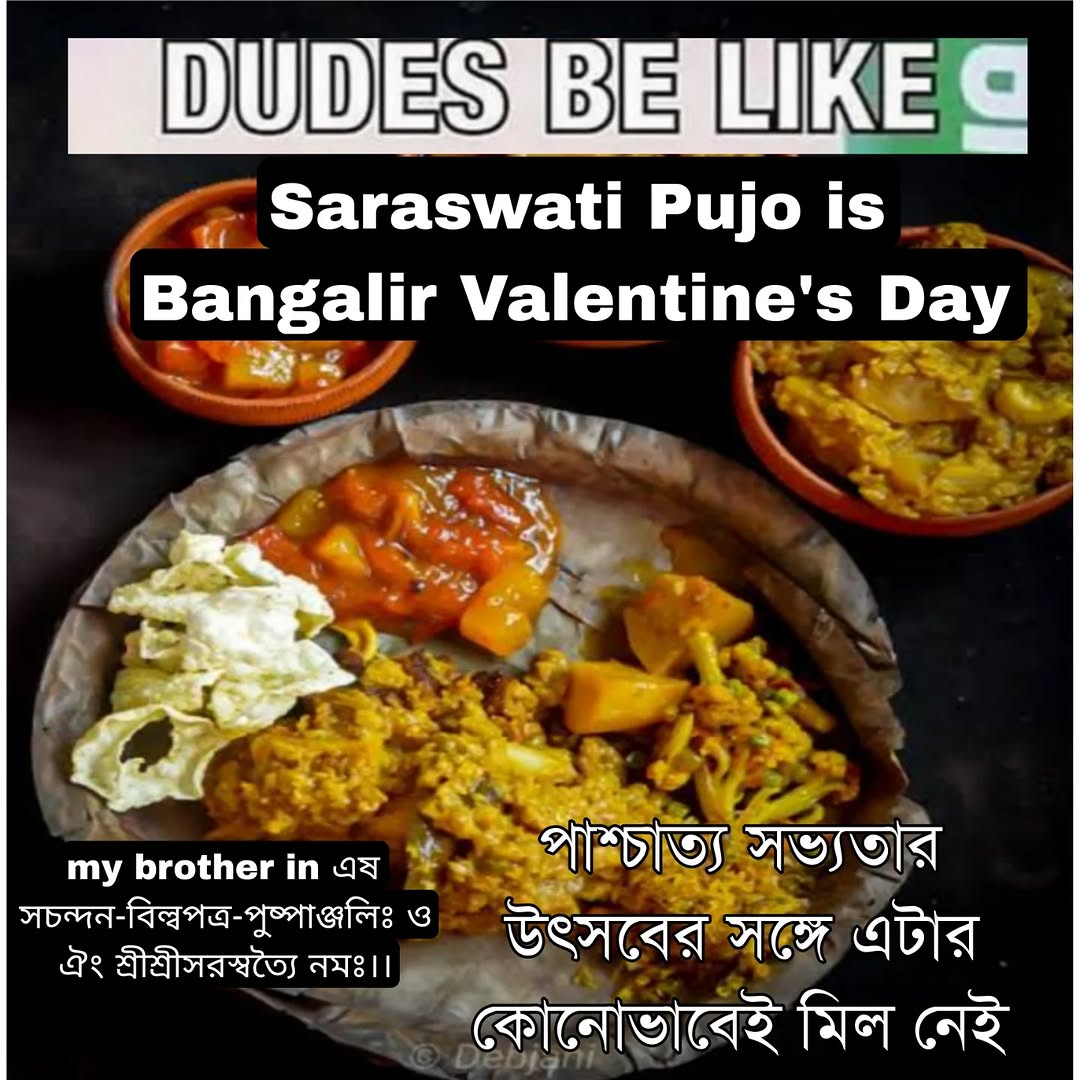 DUDES BE LIKE
Saraswati Pujo is
Bangalir Valentine's Day
my brother in এষ
সচন্দন-বিল্বপত্র-পুষ্পাঞ্জলিঃ ও
ঐং শ্রীশ্রীসরস্বত্যৈ নমঃ।।
পাশ্চাত্য সভ্যতার
উৎসবের সঙ্গে এটার
কোনোভাবেই মিল নেই
© Debjani